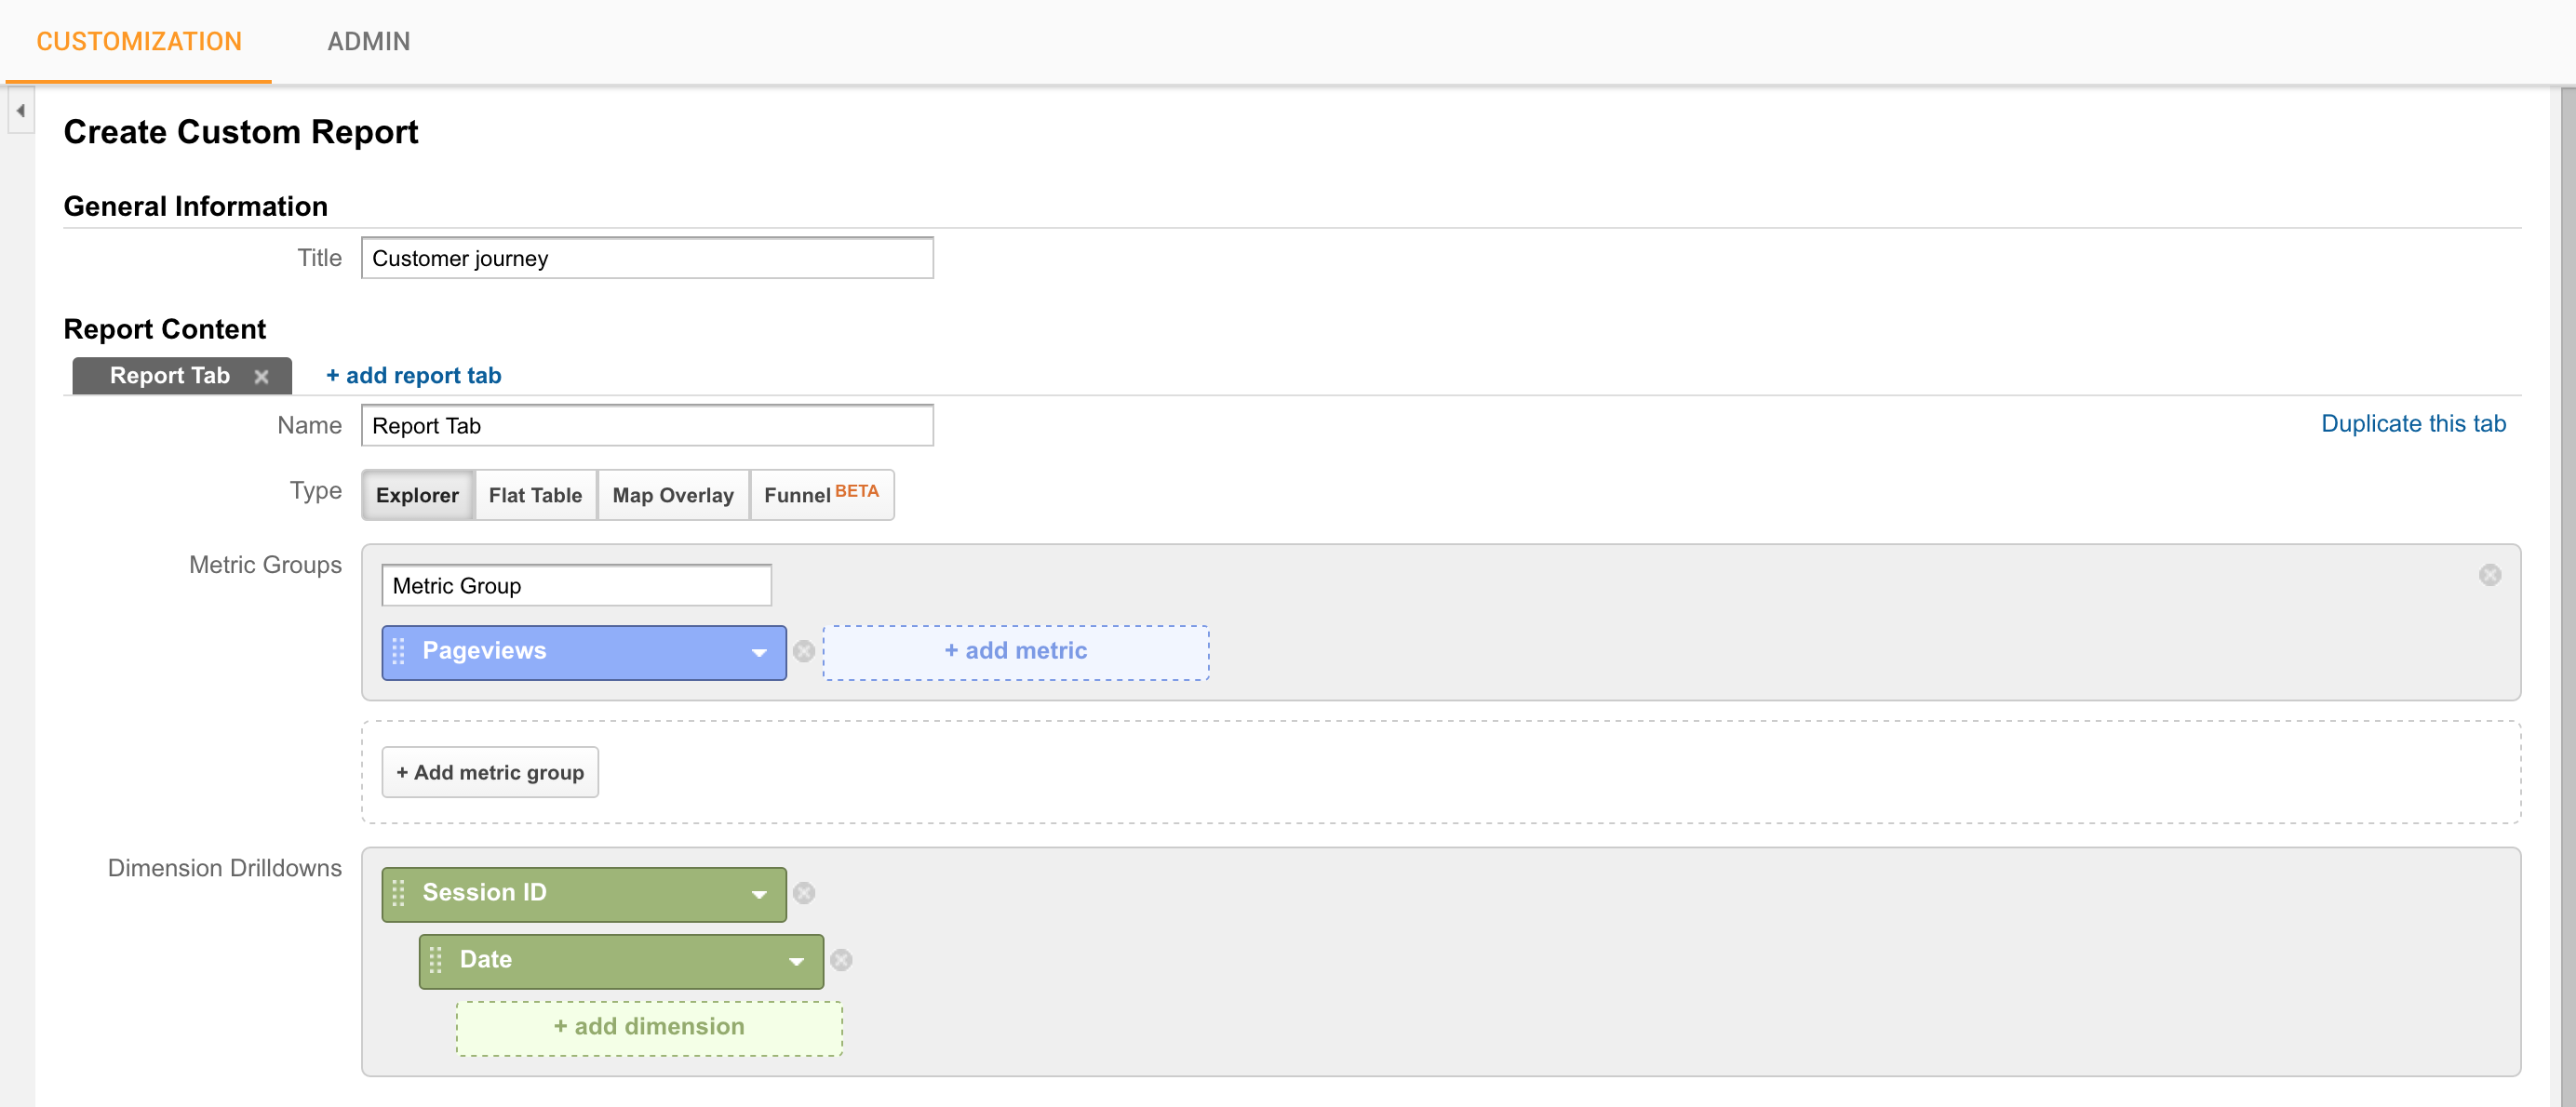 CUSTOMIZATION ADMIN
Create Custom Report
General Information
Title Customer journey
Report Content
Report Tab + add report tab
Name Report Tab Duplicate this tab
Type Explorer Flat Table Map Overlay Funnel BETA
Metric Groups
Metric Group
Pageviews + add metric
+ Add metric group
Dimension Drilldowns
Session ID
Date
+ add dimension